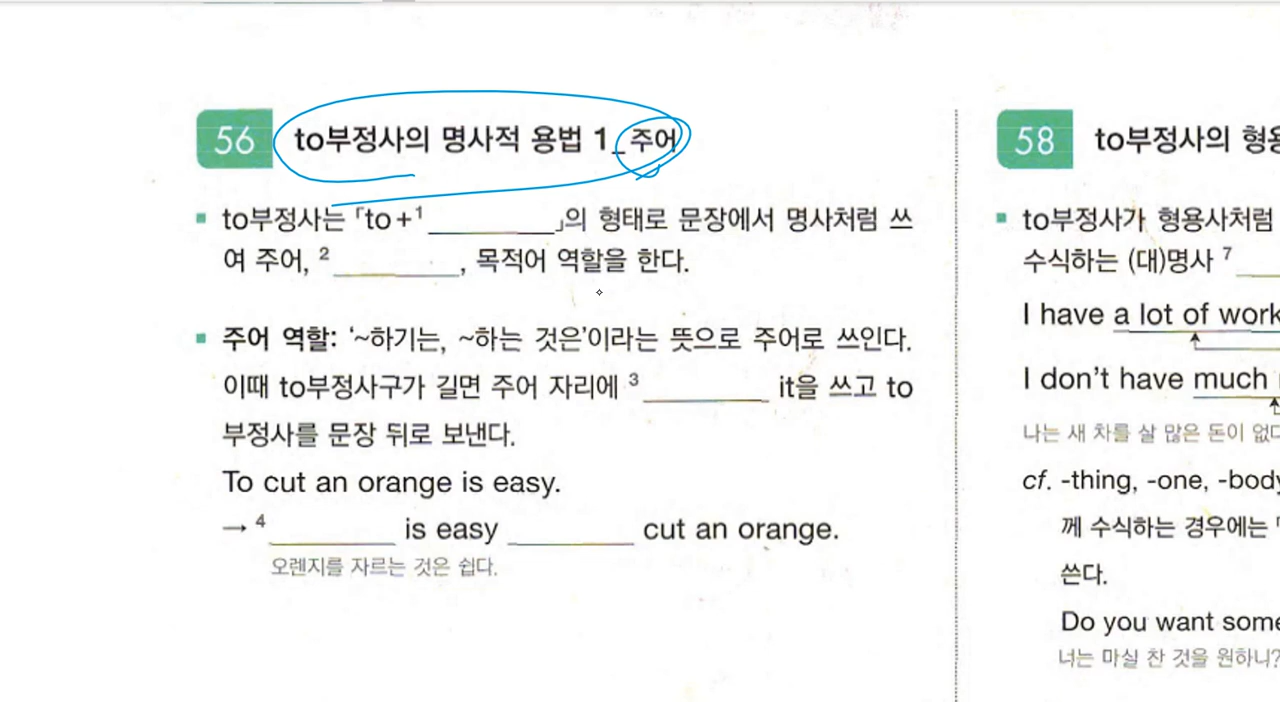 56 to부정사의 명사적 용법 1_주어
to부정사는 「to+1 ________」의 형태로 문장에서 명사처럼 쓰
여 주어, 2 ________, 목적어 역할을 한다.
주어 역할: ‘~하기는, ~하는 것은’이라는 뜻으로 주어로 쓰인다.
이때 to부정사구가 길면 주어 자리에 3 ________ it을 쓰고 to
부정사를 문장 뒤로 보낸다.
To cut an orange is easy.
→ 4 ________ is easy ________ cut an orange.
오렌지를 자르는 것은 쉽다.
58 to부정사의
to부정사가 형용사처럼
수식하는 (대)명사 7
I have a lot of work
I don’t have much
나는 새 차를 살 많은 돈이
cf. -thing, -one, -body
께 수식하는 경우에는
쓴다.
Do you want some
너는 마실 찬 것을 원하니?